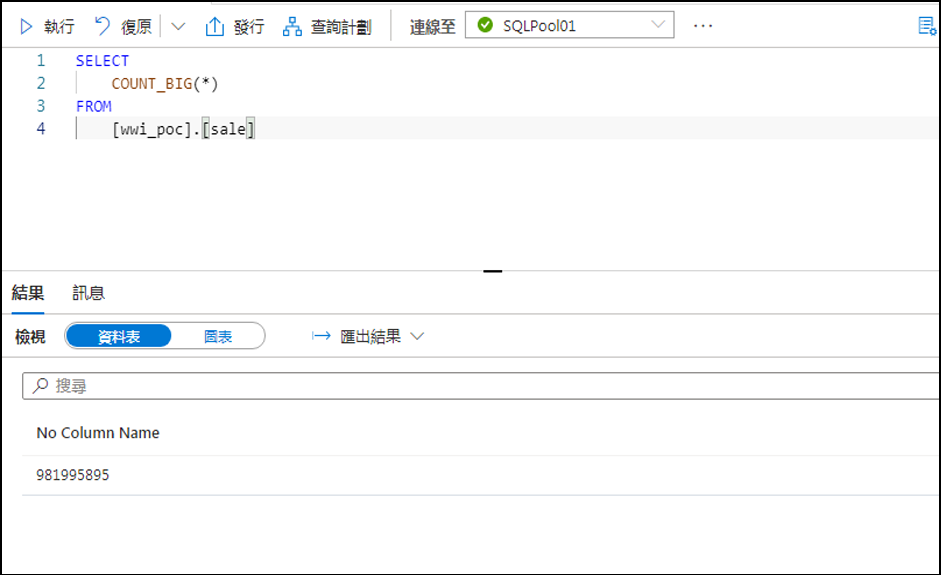 執行 復原 發行 查詢計劃 連線至 SQLPool01 ...
1 SELECT
2 COUNT_BIG(*)
3 FROM
4 [wwi_poc].[sale]
結果 訊息
檢視 資料表 圖表 匯出結果
搜尋
No Column Name
981995895